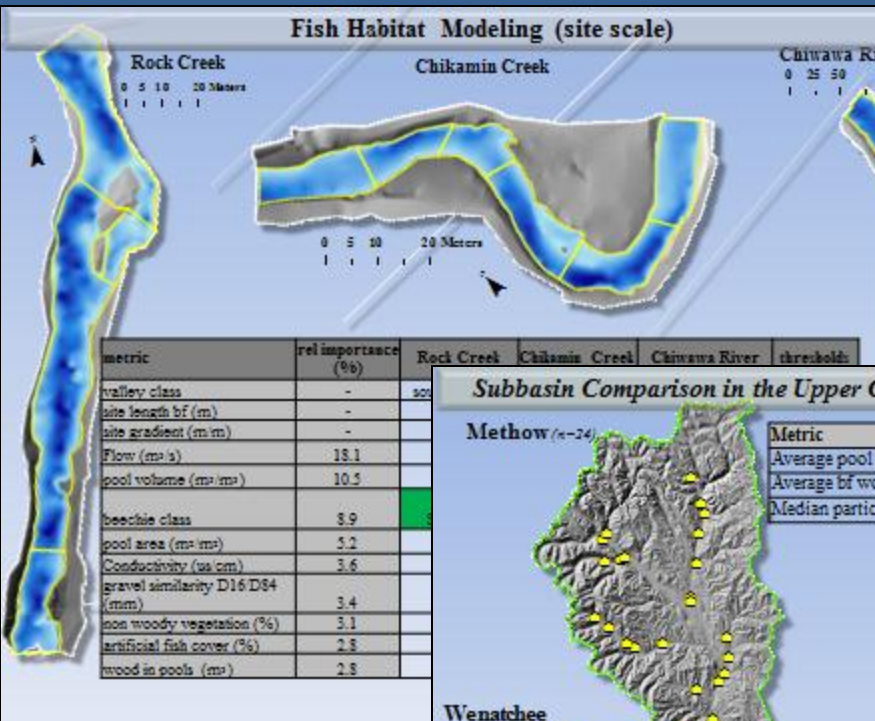 Fish Habitat Modeling (site scale)
Rock Creek
0 5 10 20 Meters
Chikamin Creek
0 5 10 20 Meters
Chiwawa Ri
0 25 50
metric rel importance (%) Rock Creek Chikamin Creek Chiwawa River thresholds
valley class - sou
site length bf (m) -
site gradient (m/m) -
Flow (m³/s) 18.1
pool volume (m³/m³) 10.5
beechie class 8.9
pool area (m²/m²) 5.2
Conductivity (us/cm) 3.6
gravel similarity D16/D84
(mm) 3.4
non woody vegetation (%) 3.1
artificial fish cover (%) 2.8
wood in pools (m³) 2.8
Subbasin Comparison in the Upper C
Methow (n=24)
Metric
Average pool
Average bf wo
Median partic
Wenatchee